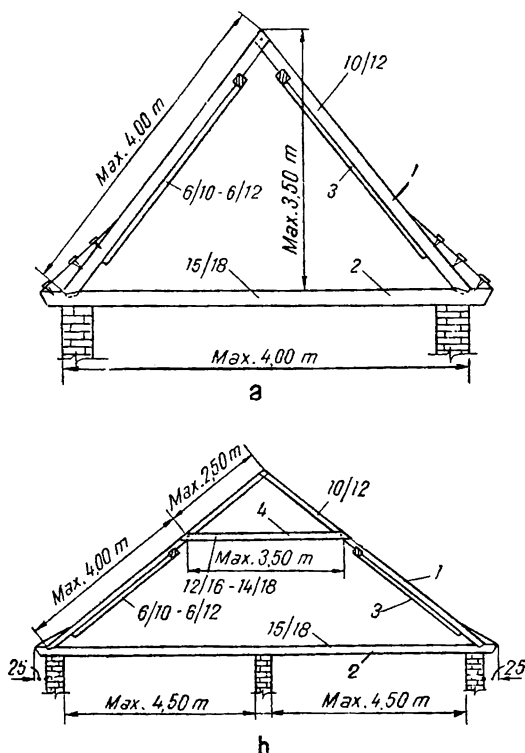 Max. 4,00 m
10/12
Max. 3,50 m
6/10 - 6/12
3
1
15/18
2
Max. 4,00 m
a
Max. 2,50 m
10/12
4
Max. 4,00 m
Max. 3,50 m
12/16 - 14/18
1
6/10 - 6/12
3
15/18
25
2
25
Max. 4,50 m
Max. 4,50 m
h